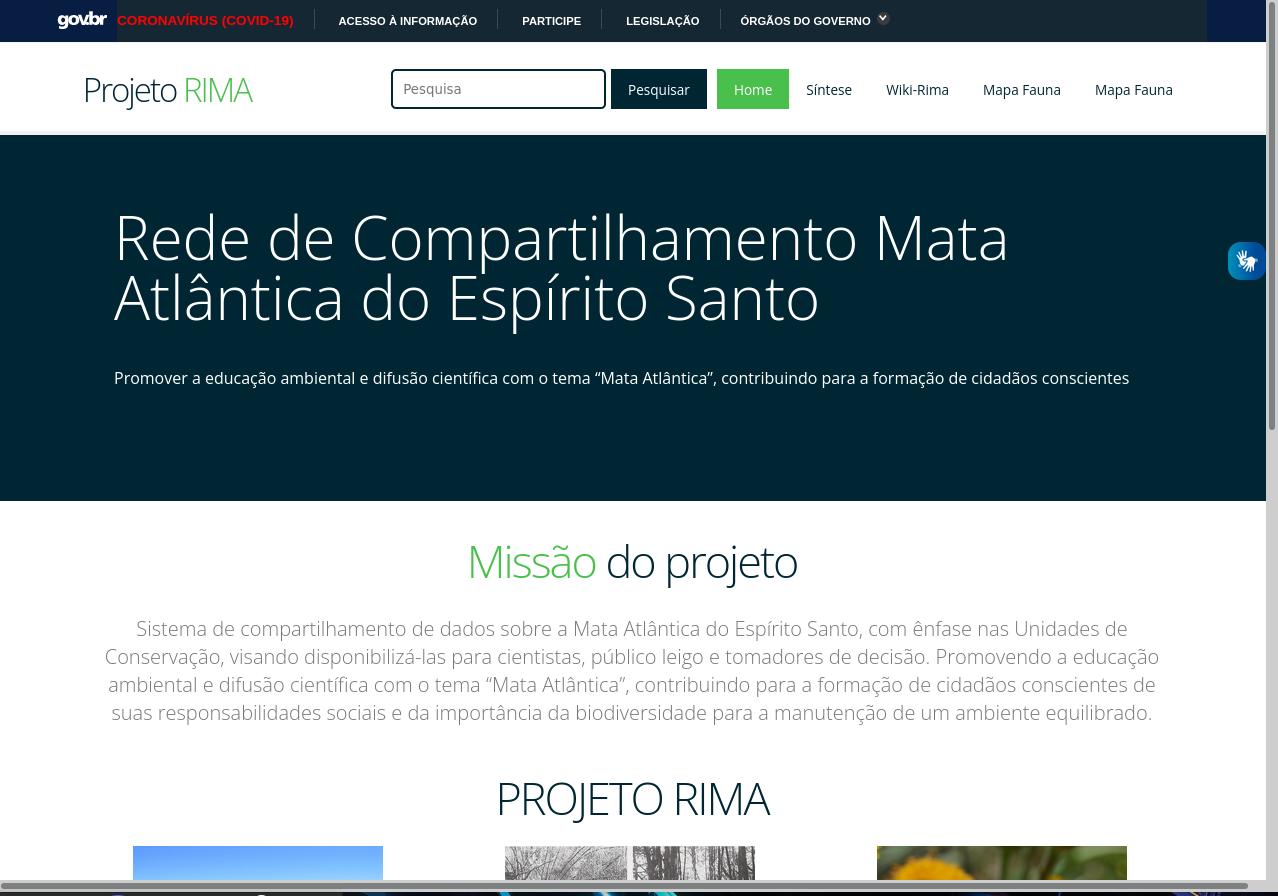 gov.br CORONAVÍRUS (COVID-19) ACESSO À INFORMAÇÃO PARTICIPE LEGISLAÇÃO ÓRGÃOS DO GOVERNO
Projeto RIMA Pesquisa Pesquisar Home Síntese Wiki-Rima Mapa Fauna Mapa Fauna
Rede de Compartilhamento Mata
Atlântica do Espírito Santo
Promover a educação ambiental e difusão científica com o tema “Mata Atlântica”, contribuindo para a formação de cidadãos conscientes
Missão do projeto
Sistema de compartilhamento de dados sobre a Mata Atlântica do Espírito Santo, com ênfase nas Unidades de
Conservação, visando disponibilizá-las para cientistas, público leigo e tomadores de decisão. Promovendo a educação
ambiental e difusão científica com o tema “Mata Atlântica”, contribuindo para a formação de cidadãos conscientes de
suas responsabilidades sociais e da importância da biodiversidade para a manutenção de um ambiente equilibrado.
PROJETO RIMA